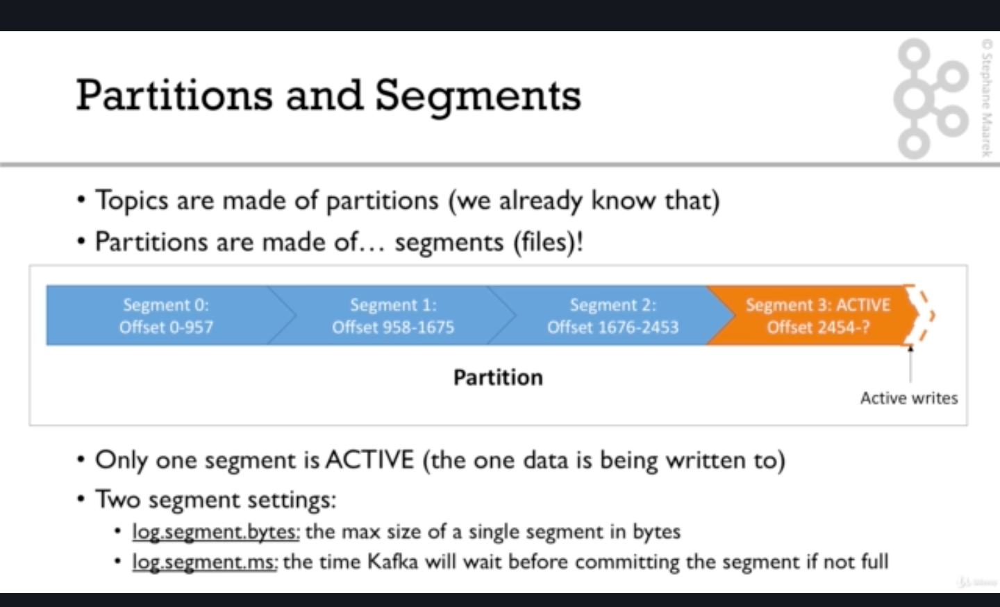 Partitions and Segments
© Stephane Maarek
• Topics are made of partitions (we already know that)
• Partitions are made of... segments (files)!
Segment 0:
Offset 0-957
Segment 1:
Offset 958-1675
Segment 2:
Offset 1676-2453
Segment 3: ACTIVE
Offset 2454-?
Partition
Active writes
• Only one segment is ACTIVE (the one data is being written to)
• Two segment settings:
• log.segment.bytes: the max size of a single segment in bytes
• log.segment.ms: the time Kafka will wait before committing the segment if not full
Udemy